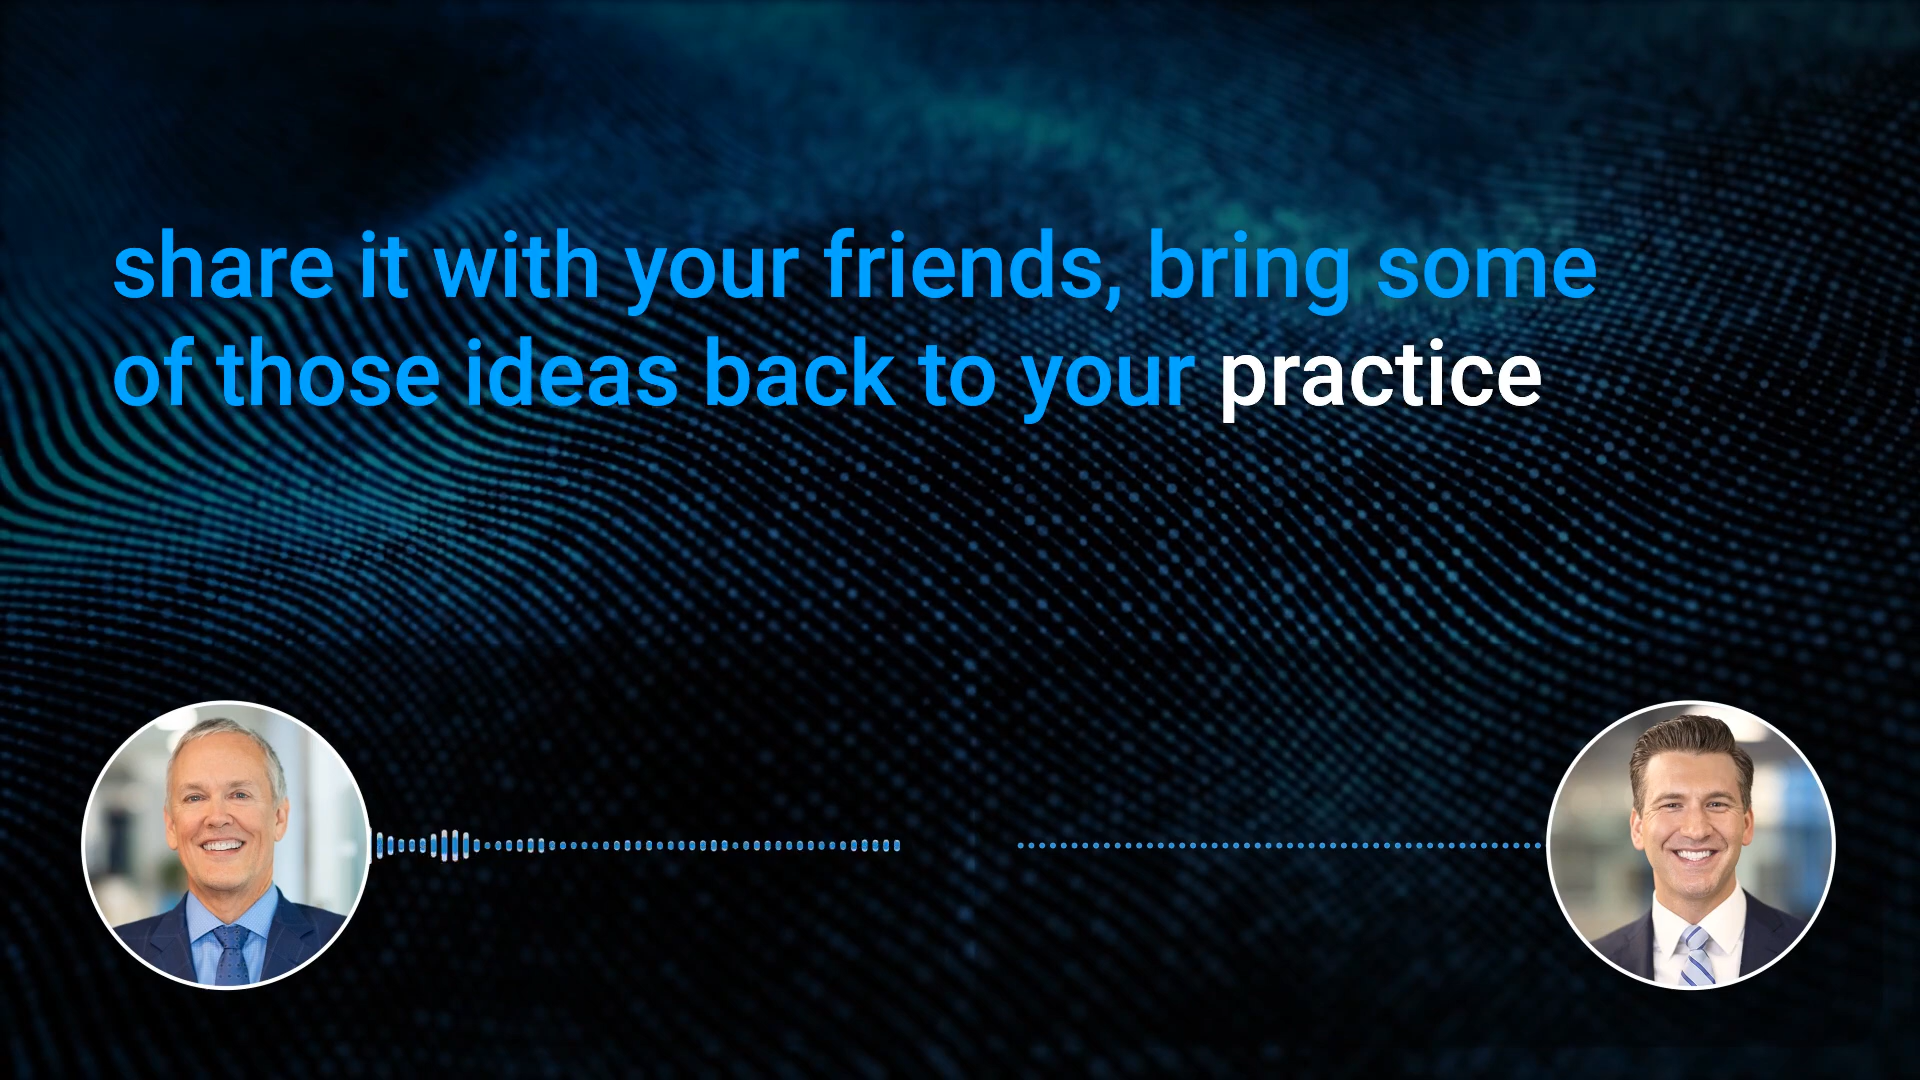 share it with your friends, bring some
of those ideas back to your practice